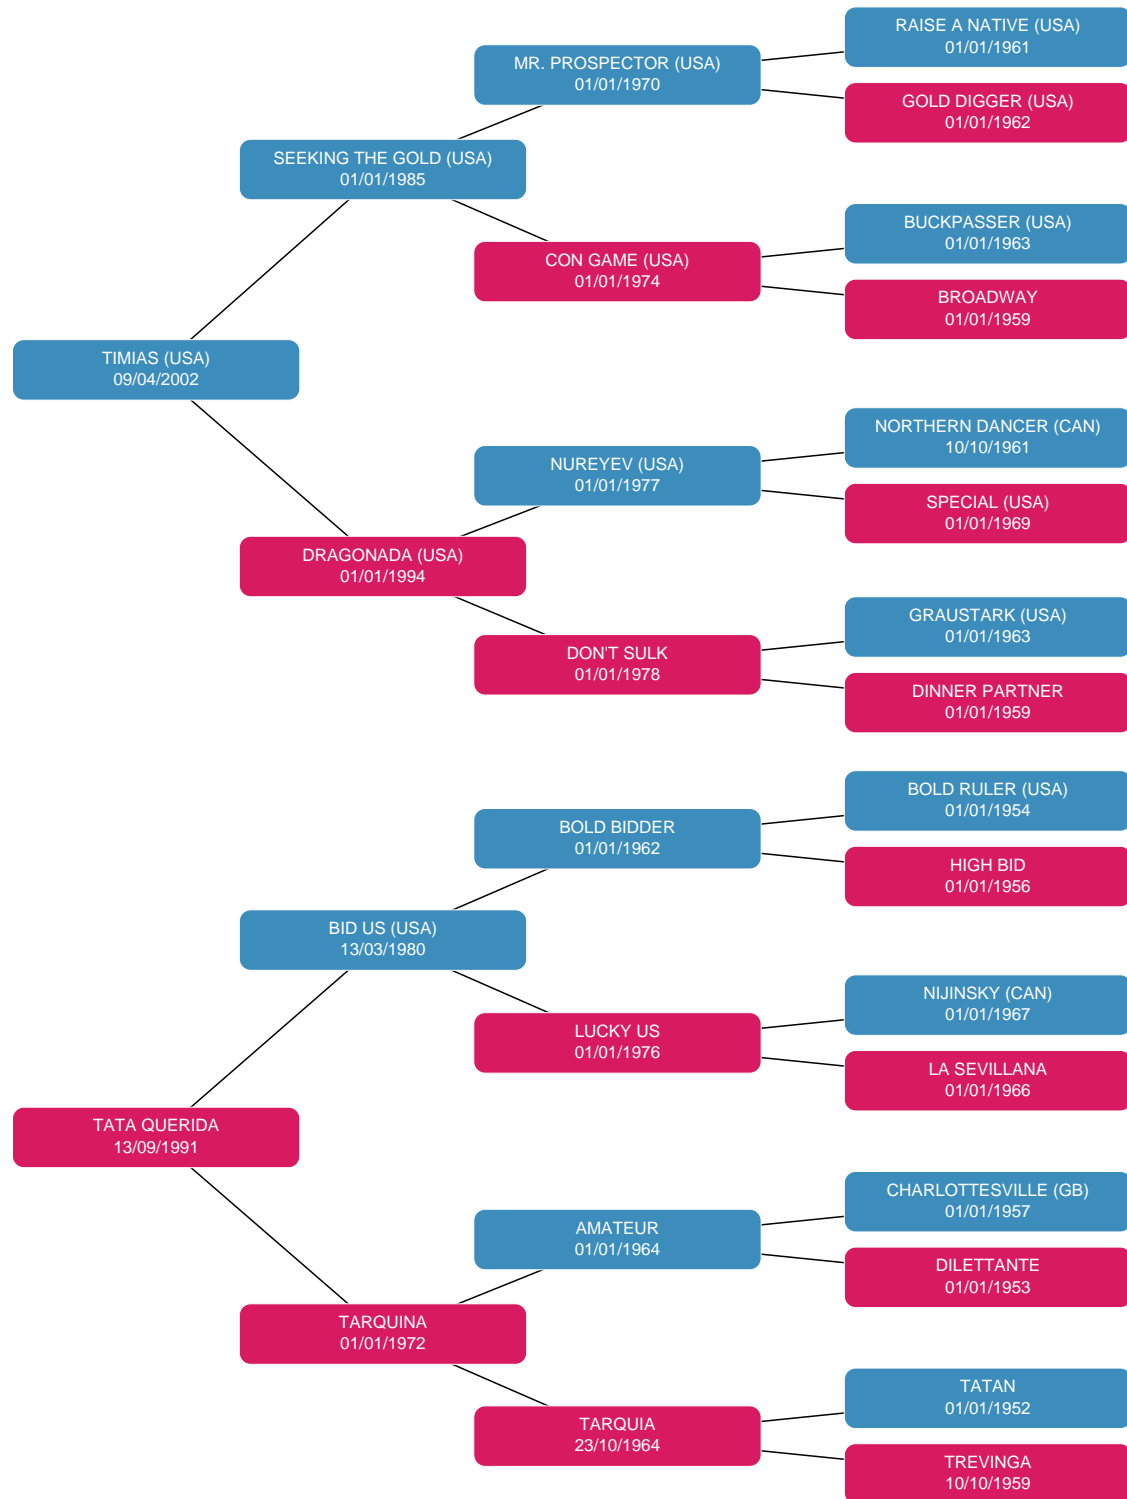 RAISE A NATIVE (USA)
01/01/1961
MR. PROSPECTOR (USA)
01/01/1970
GOLD DIGGER (USA)
01/01/1962
SEEKING THE GOLD (USA)
01/01/1985
BUCKPASSER (USA)
01/01/1963
CON GAME (USA)
01/01/1974
BROADWAY
01/01/1959
TIMIAS (USA)
09/04/2002
NORTHERN DANCER (CAN)
10/10/1961
NUREYEV (USA)
01/01/1977
SPECIAL (USA)
01/01/1969
DRAGONADA (USA)
01/01/1994
GRAUSTARK (USA)
01/01/1963
DON'T SULK
01/01/1978
DINNER PARTNER
01/01/1959
BOLD RULER (USA)
01/01/1954
BOLD BIDDER
01/01/1962
HIGH BID
01/01/1956
BID US (USA)
13/03/1980
NIJINSKY (CAN)
01/01/1967
LUCKY US
01/01/1976
LA SEVILLANA
01/01/1966
TATA QUERIDA
13/09/1991
CHARLOTTESVILLE (GB)
01/01/1957
AMATEUR
01/01/1964
DILETTANTE
01/01/1953
TARQUINA
01/01/1972
TATAN
01/01/1952
TARQUIA
23/10/1964
TREVINGA
10/10/1959